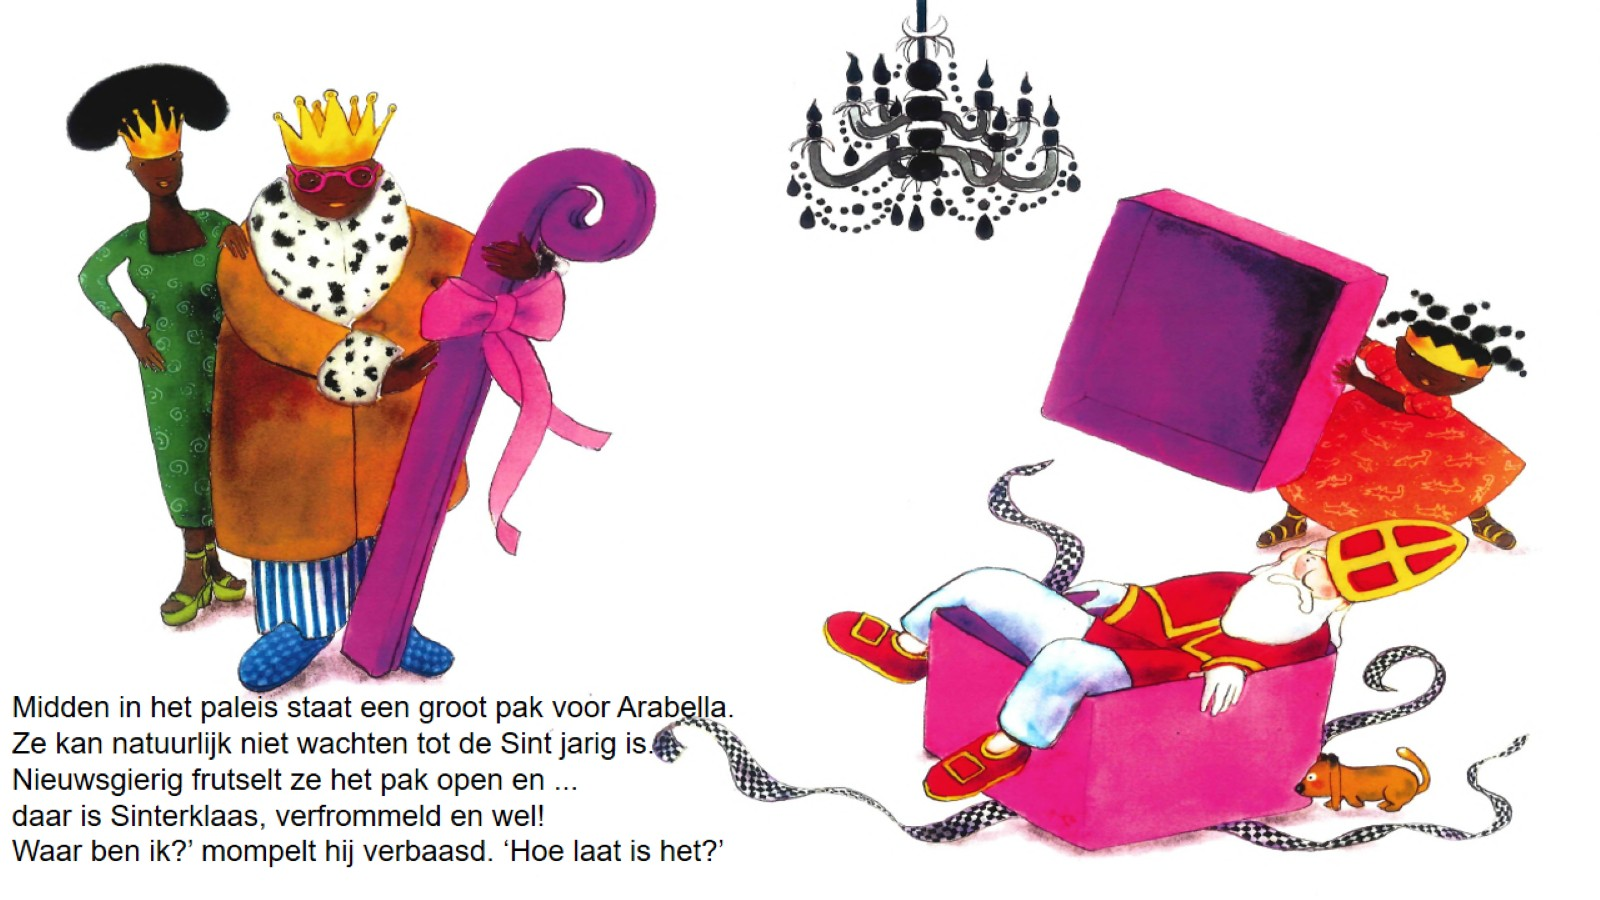 Midden in het paleis staat een groot pak voor Arabella.
Ze kan natuurlijk niet wachten tot de Sint jarig is.
Nieuwsgierig frutselt ze het pak open en ...
daar is Sinterklaas, verfrommeld en wel!
Waar ben ik?’ mompelt hij verbaasd. ‘Hoe laat is het?’